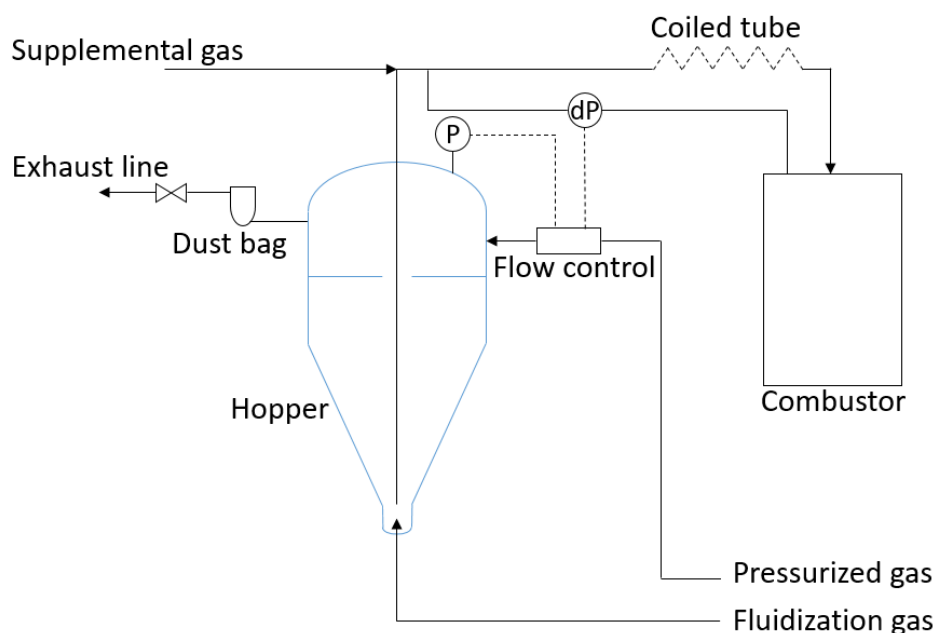 Coiled tube
Supplemental gas
dP
P
Exhaust line
Dust bag
Flow control
Hopper
Combustor
Pressurized gas
Fluidization gas